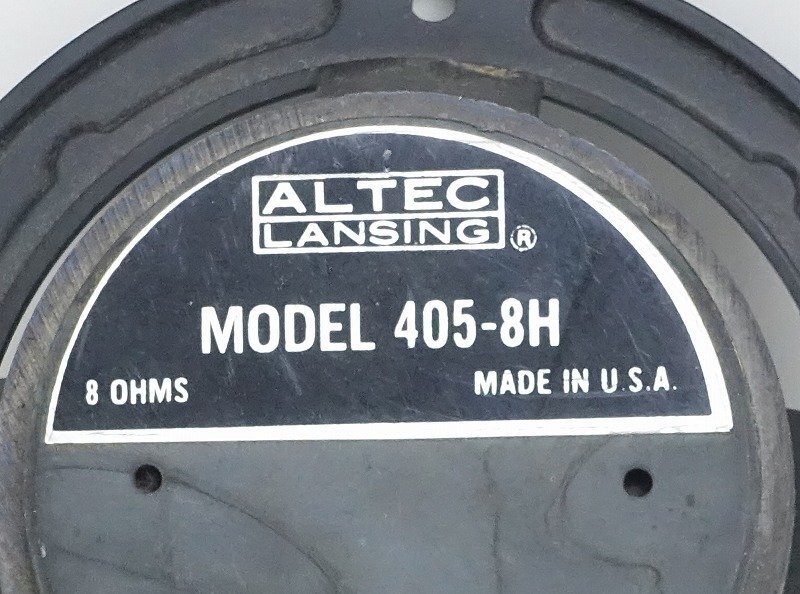 ALTEC
LANSING ®
MODEL 405-8H
8 OHMS
MADE IN U.S.A.